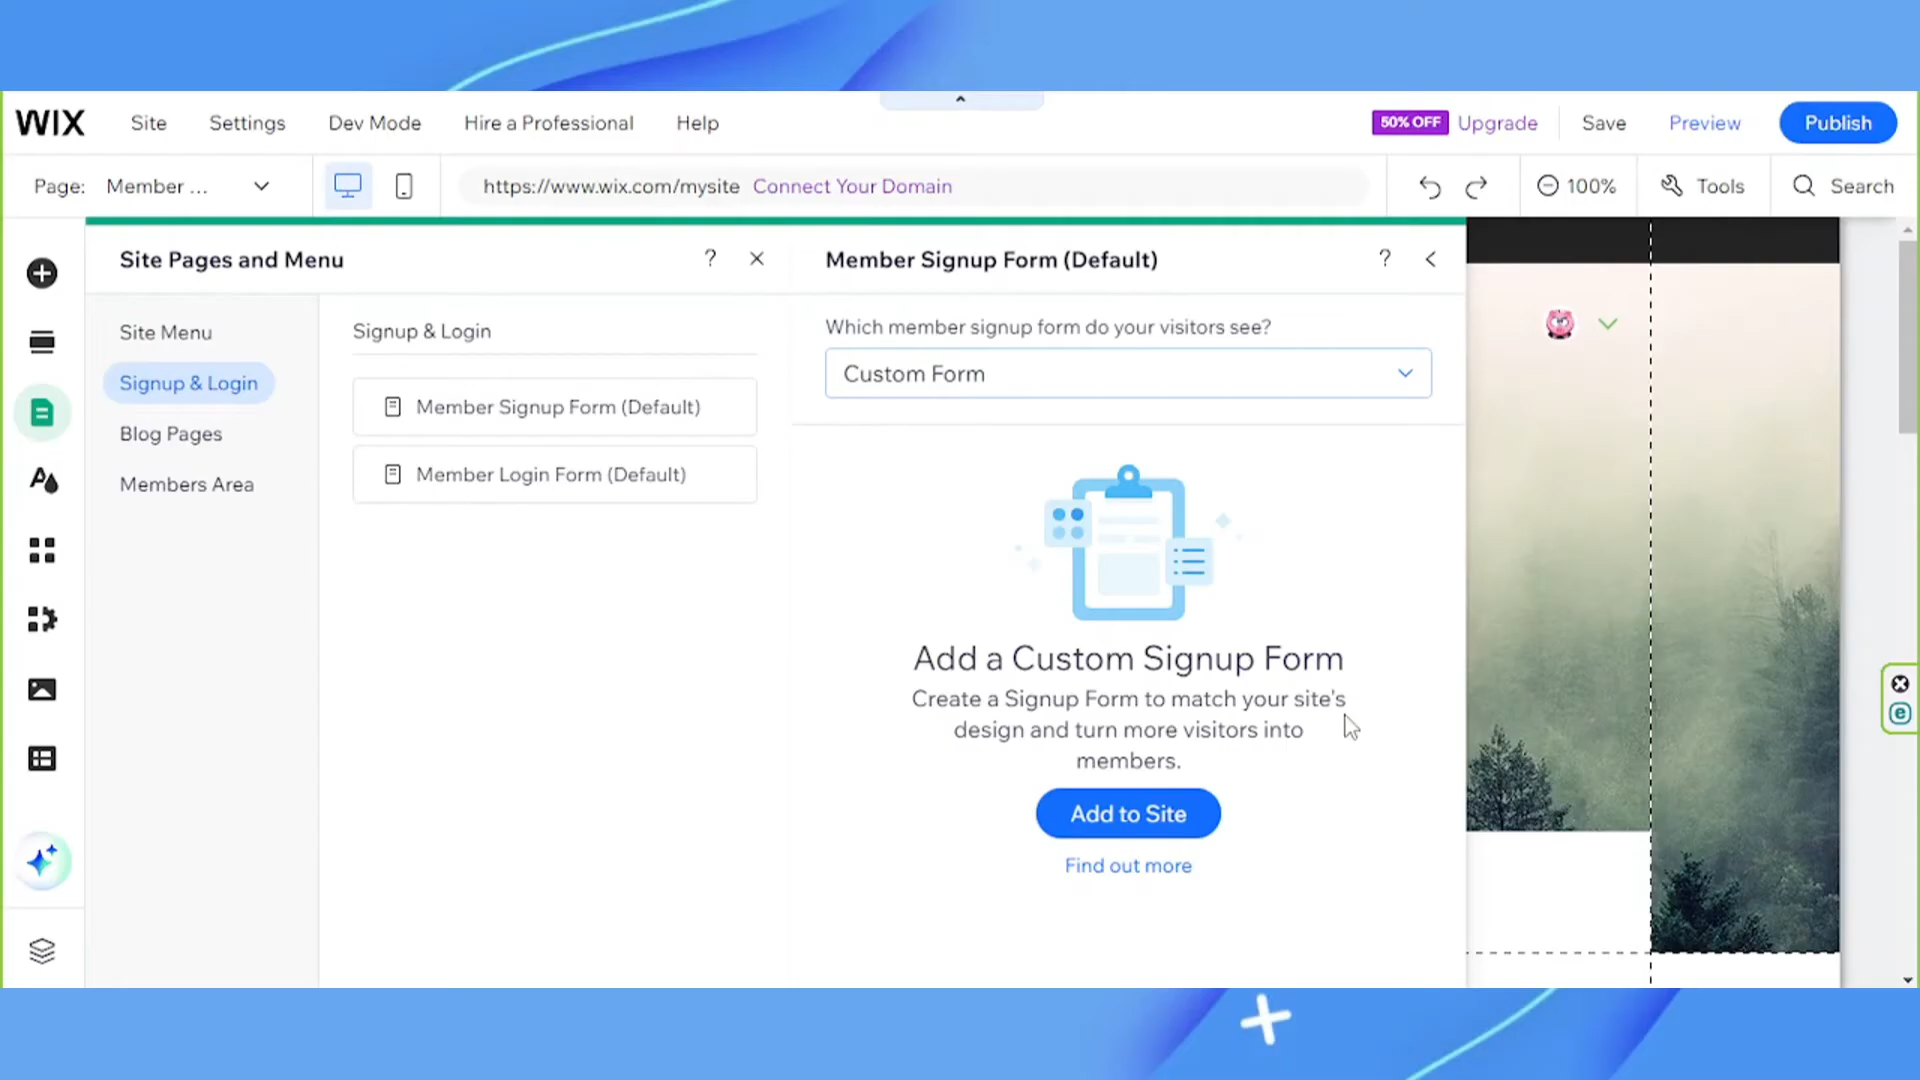 WIX
Site
Settings
Dev Mode
Hire a Professional
Help
50% OFF
Upgrade
Save
Preview
Publish
Page:
Member ...
https://www.wix.com/mysite
Connect Your Domain
100%
Tools
Search
Site Pages and Menu
?
Site Menu
Signup & Login
Blog Pages
Members Area
Signup & Login
Member Signup Form (Default)
Member Login Form (Default)
Member Signup Form (Default)
?
Which member signup form do your visitors see?
Custom Form
Add a Custom Signup Form
Create a Signup Form to match your site's
design and turn more visitors into
members.
Add to Site
Find out more